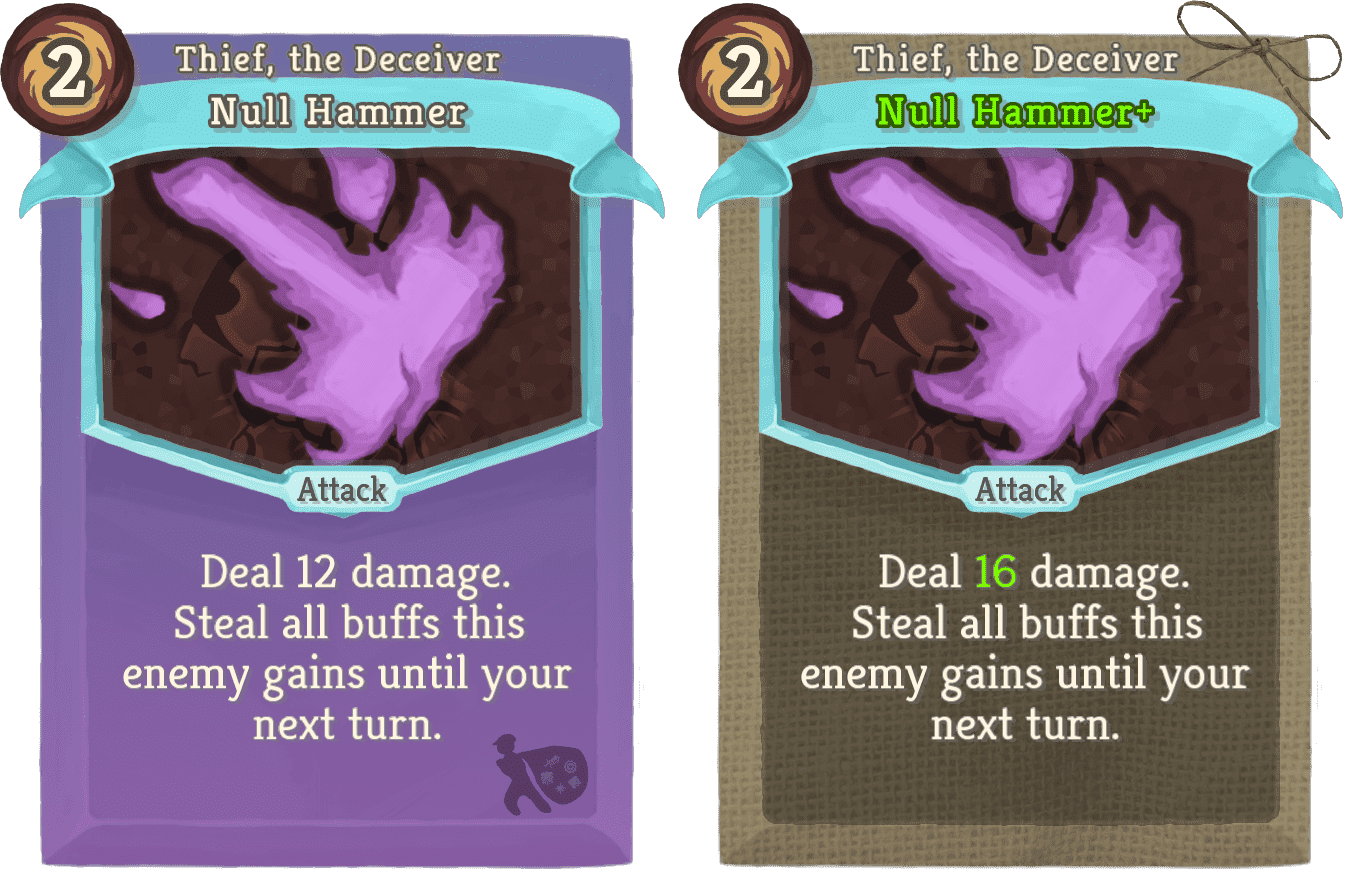 2
Thief, the Deceiver
Null Hammer
Attack
Deal 12 damage.
Steal all buffs this
enemy gains until your
next turn.
2
Thief, the Deceiver
Null Hammer+
Attack
Deal 16 damage.
Steal all buffs this
enemy gains until your
next turn.